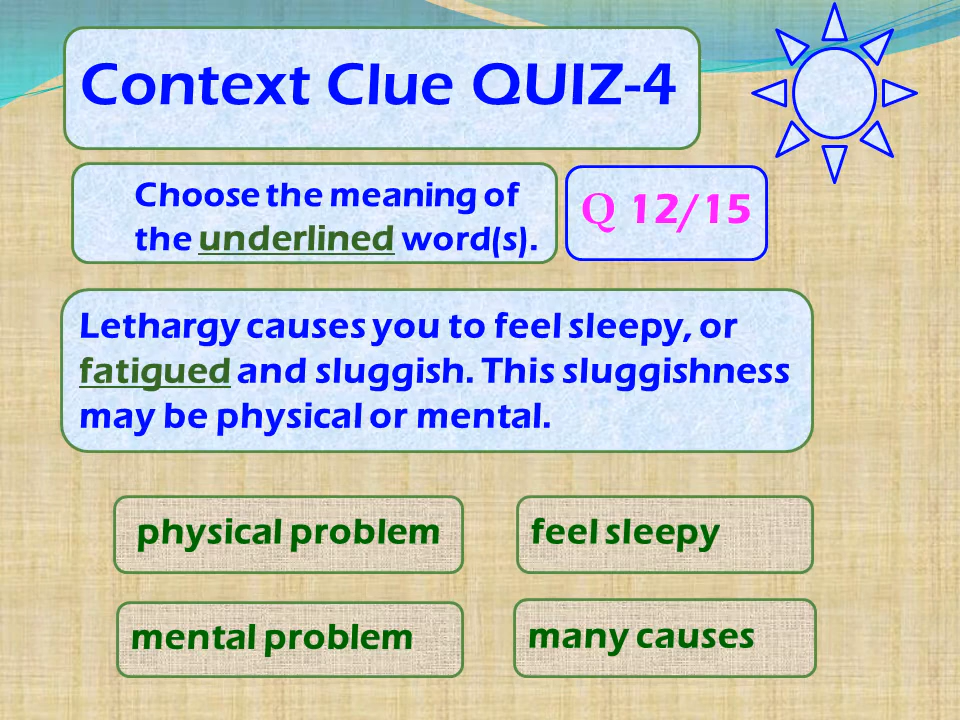 Context Clue QUIZ-4
Choose the meaning of
the underlined word(s).
Q 12/15
Lethargy causes you to feel sleepy, or
fatigued and sluggish. This sluggishness
may be physical or mental.
physical problem
feel sleepy
mental problem
many causes